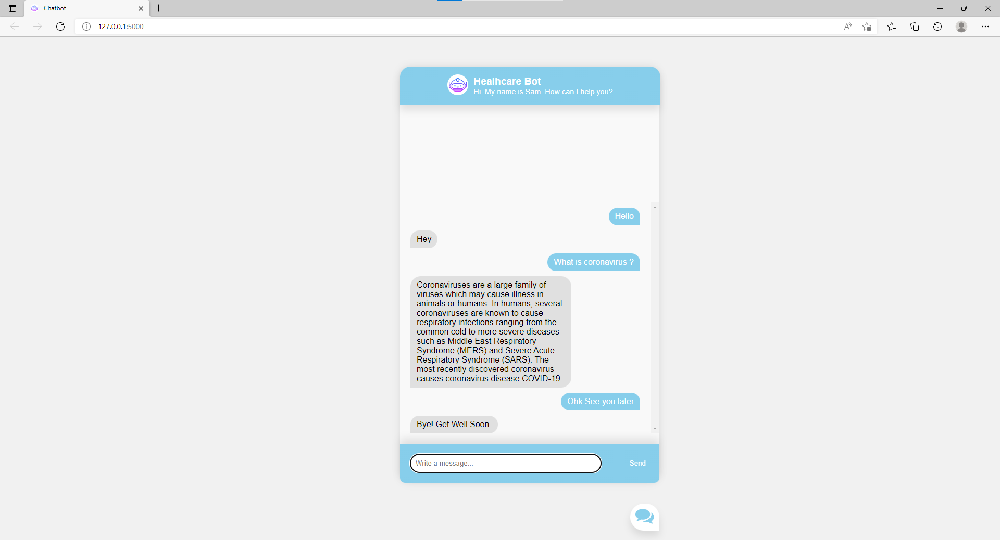 Chatbot
127.0.0.1:5000
Healhcare Bot
Hi. My name is Sam. How can I help you?
Hello
Hey
What is coronavirus ?
Coronaviruses are a large family of
viruses which may cause illness in
animals or humans. In humans, several
coronaviruses are known to cause
respiratory infections ranging from the
common cold to more severe diseases
such as Middle East Respiratory
Syndrome (MERS) and Severe Acute
Respiratory Syndrome (SARS). The
most recently discovered coronavirus
causes coronavirus disease COVID-19.
Ohk See you later
Bye! Get Well Soon.
Write a message...
Send